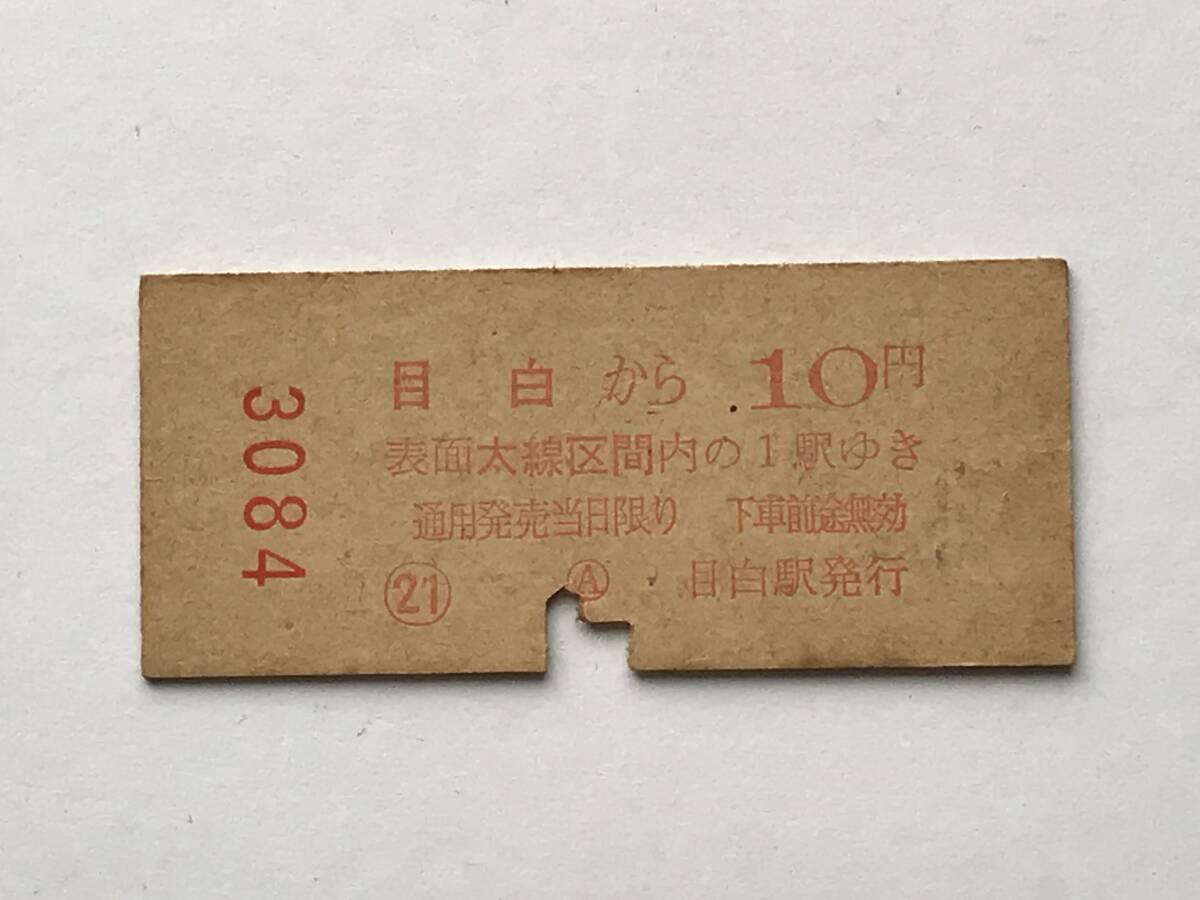 3084
目白から 10円
表面太線区間内の1駅ゆき
通用発売当日限り 下車前途無効
㉑ Ⓐ 目白駅発行